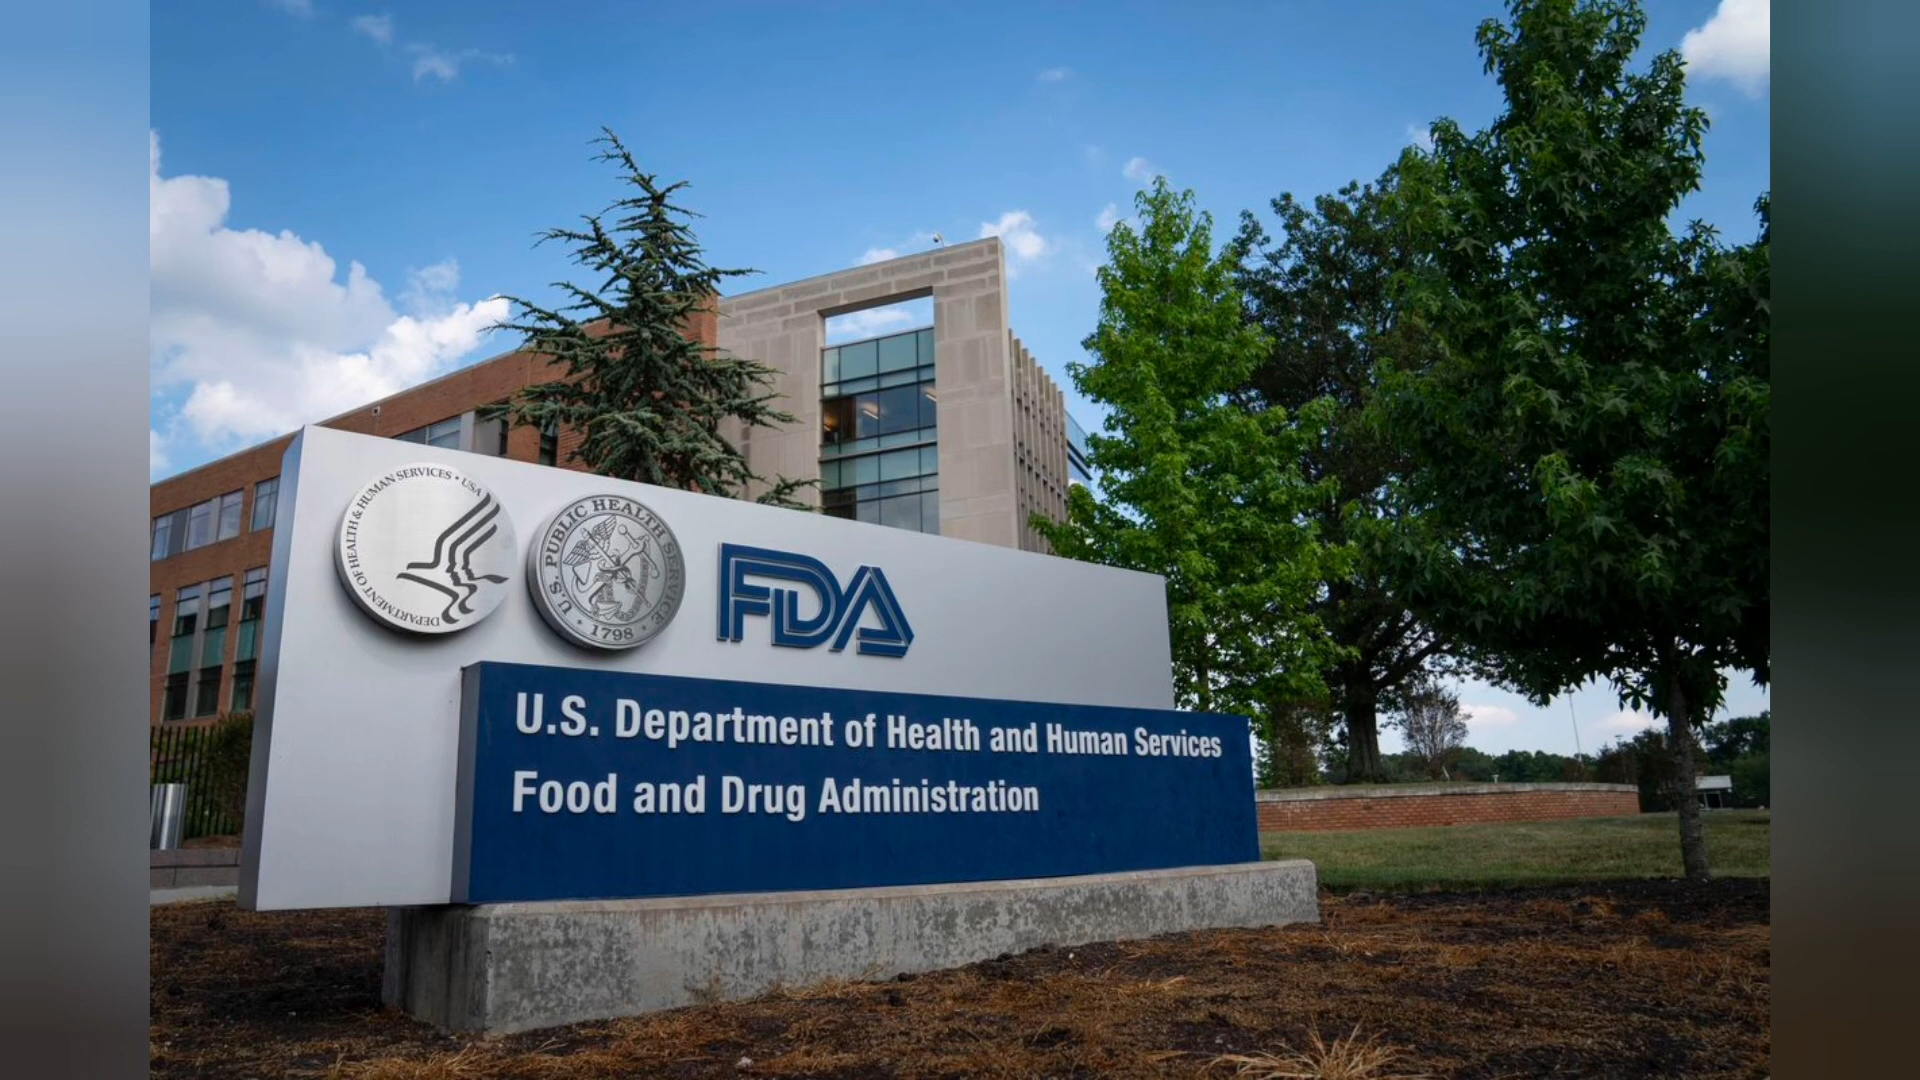 DEPARTMENT OF HEALTH & HUMAN SERVICES • USA
U.S. PUBLIC HEALTH SERVICE
• 1798 •
FDA
U.S. Department of Health and Human Services
Food and Drug Administration